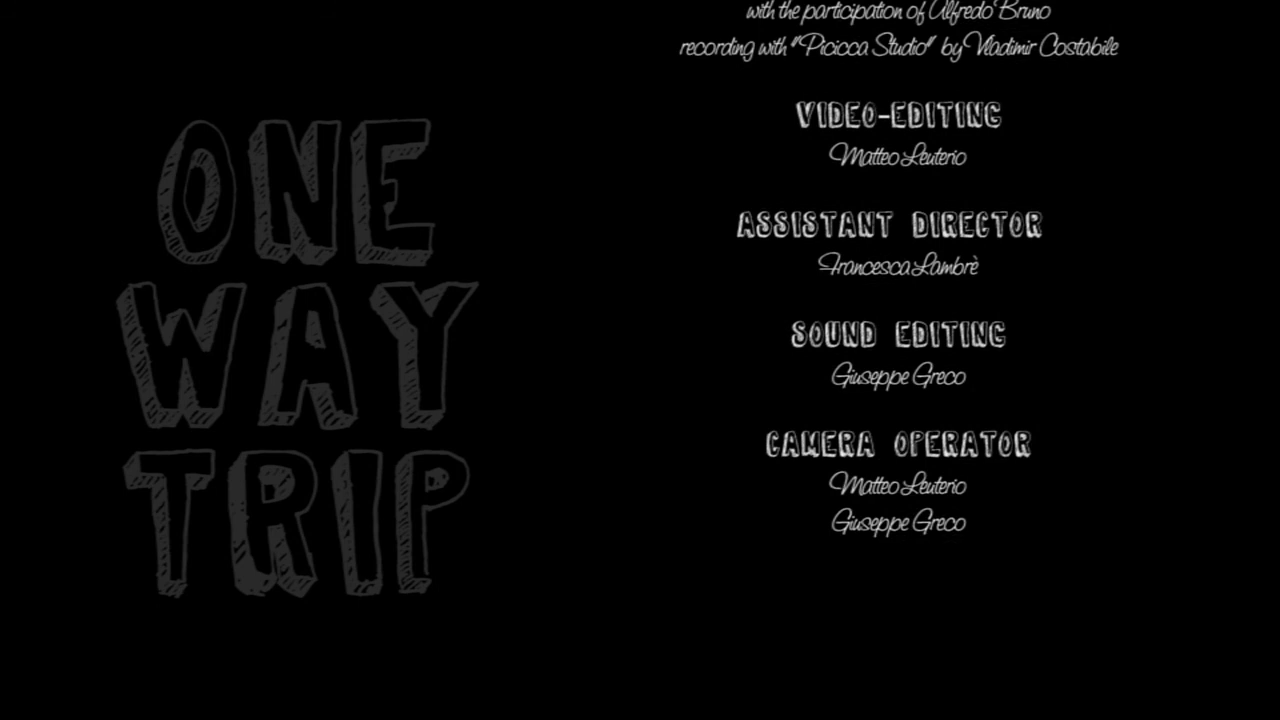 ONE
WAY
TRIP
with the participation of Alfredo Bruno
recording with "Picicca Studio" by Vladimir Costabile
VIDEO-EDITING
Matteo Leuterio
ASSISTANT DIRECTOR
Francesca Lambrè
SOUND EDITING
Giuseppe Greco
CAMERA OPERATOR
Matteo Leuterio
Giuseppe Greco